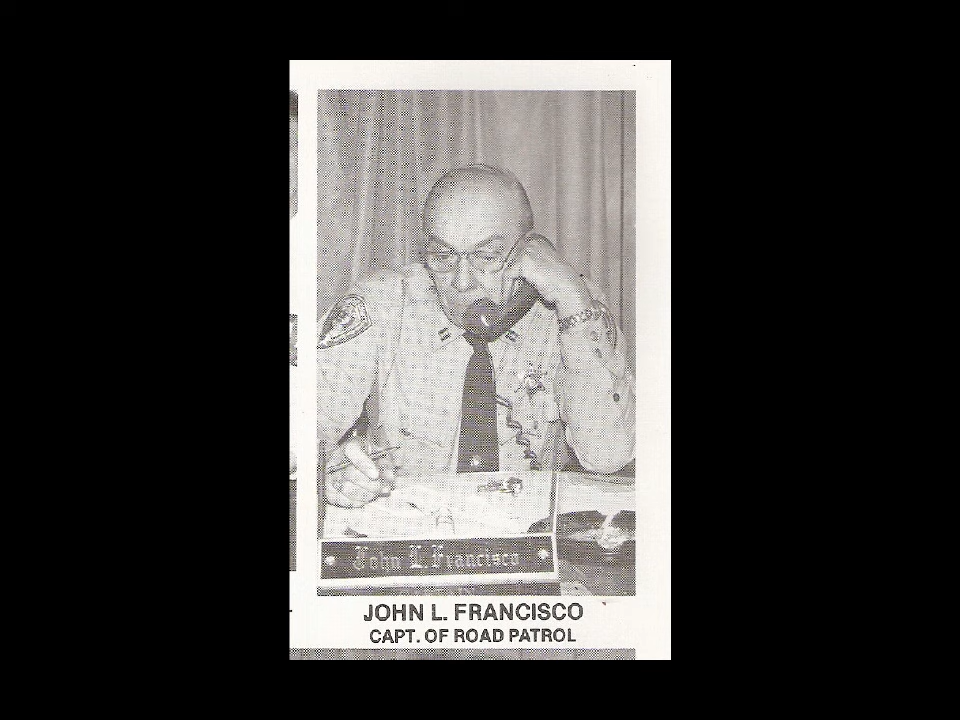 John L. Francisco
JOHN L. FRANCISCO
CAPT. OF ROAD PATROL